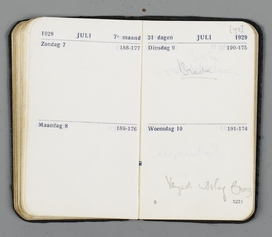 1929 JULI 7e maand
Zondag 7 188-177
Maandag 8 189-176
31 dagen JULI 1929
Dinsdag 9 190-175
Breda
Woensdag 10 191-174